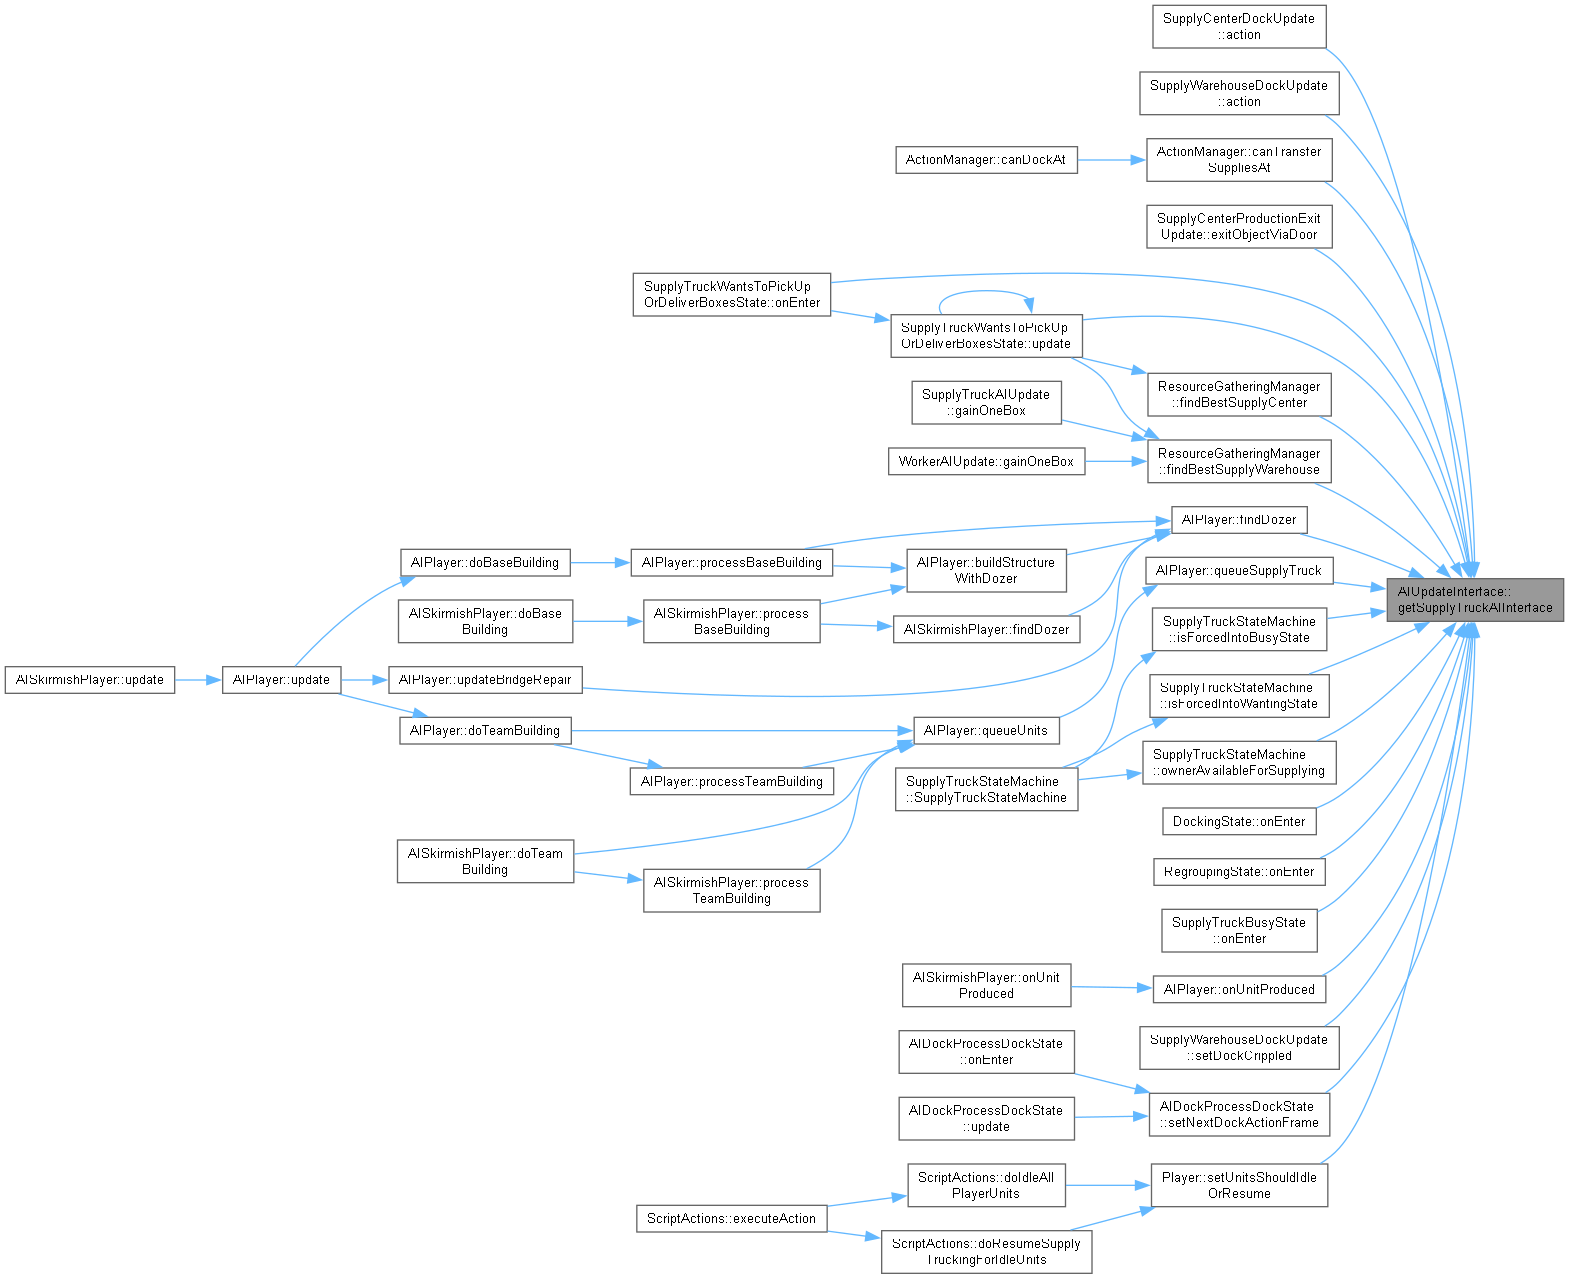 SupplyCenterDockUpdate
::action
SupplyWarehouseDockUpdate
::action
ActionManager::canDockAt
ActionManager::canTransfer
SuppliesAt
SupplyCenterProductionExit
Update::exitObjectViaDoor
SupplyTruckWantsToPickUp
OrDeliverBoxesState::onEnter
SupplyTruckWantsToPickUp
OrDeliverBoxesState::update
ResourceGatheringManager
::findBestSupplyCenter
SupplyTruckAIUpdate
::gainOneBox
WorkerAIUpdate::gainOneBox
ResourceGatheringManager
::findBestSupplyWarehouse
AIPlayer::findDozer
AIPlayer::doBaseBuilding
AIPlayer::processBaseBuilding
AIPlayer::buildStructure
WithDozer
AIPlayer::queueSupplyTruck
AIUpdateInterface::
getSupplyTruckAIInterface
AISkirmishPlayer::doBase
Building
AISkirmishPlayer::process
BaseBuilding
AISkirmishPlayer::findDozer
SupplyTruckStateMachine
::isForcedIntoBusyState
AISkirmishPlayer::update
AIPlayer::update
AIPlayer::updateBridgeRepair
SupplyTruckStateMachine
::isForcedIntoWantingState
AIPlayer::doTeamBuilding
AIPlayer::queueUnits
AIPlayer::processTeamBuilding
SupplyTruckStateMachine
::SupplyTruckStateMachine
SupplyTruckStateMachine
::ownerAvailableForSupplying
DockingState::onEnter
AISkirmishPlayer::doTeam
Building
AISkirmishPlayer::process
TeamBuilding
RegroupingState::onEnter
SupplyTruckBusyState
::onEnter
AISkirmishPlayer::onUnit
Produced
AIPlayer::onUnitProduced
AIDockProcessDockState
::onEnter
SupplyWarehouseDockUpdate
::setDockCrippled
AIDockProcessDockState
::update
AIDockProcessDockState
::setNextDockActionFrame
ScriptActions::doIdleAll
PlayerUnits
Player::setUnitsShouldIdle
OrResume
ScriptActions::executeAction
ScriptActions::doResumeSupply
TruckingForIdleUnits